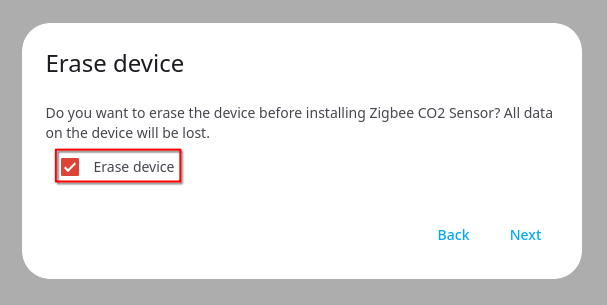 Erase device
Do you want to erase the device before installing Zigbee CO2 Sensor? All data
on the device will be lost.
Erase device
Back Next